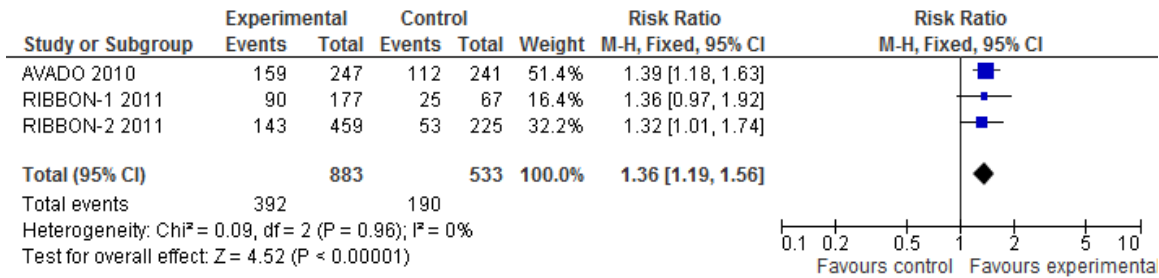 Experimental Control Risk Ratio Risk Ratio
Study or Subgroup Events Total Events Total Weight M-H, Fixed, 95% CI M-H, Fixed, 95% CI
AVADO 2010 159 247 112 241 51.4% 1.39 [1.18, 1.63]
RIBBON-1 2011 90 177 25 67 16.4% 1.36 [0.97, 1.92]
RIBBON-2 2011 143 459 53 225 32.2% 1.32 [1.01, 1.74]
Total (95% CI) 883 533 100.0% 1.36 [1.19, 1.56]
Total events 392 190
Heterogeneity: Chi² = 0.09, df = 2 (P = 0.96); I² = 0%
Test for overall effect: Z = 4.52 (P < 0.00001)
0.1 0.2 0.5 1 2 5 10
Favours control Favours experimental